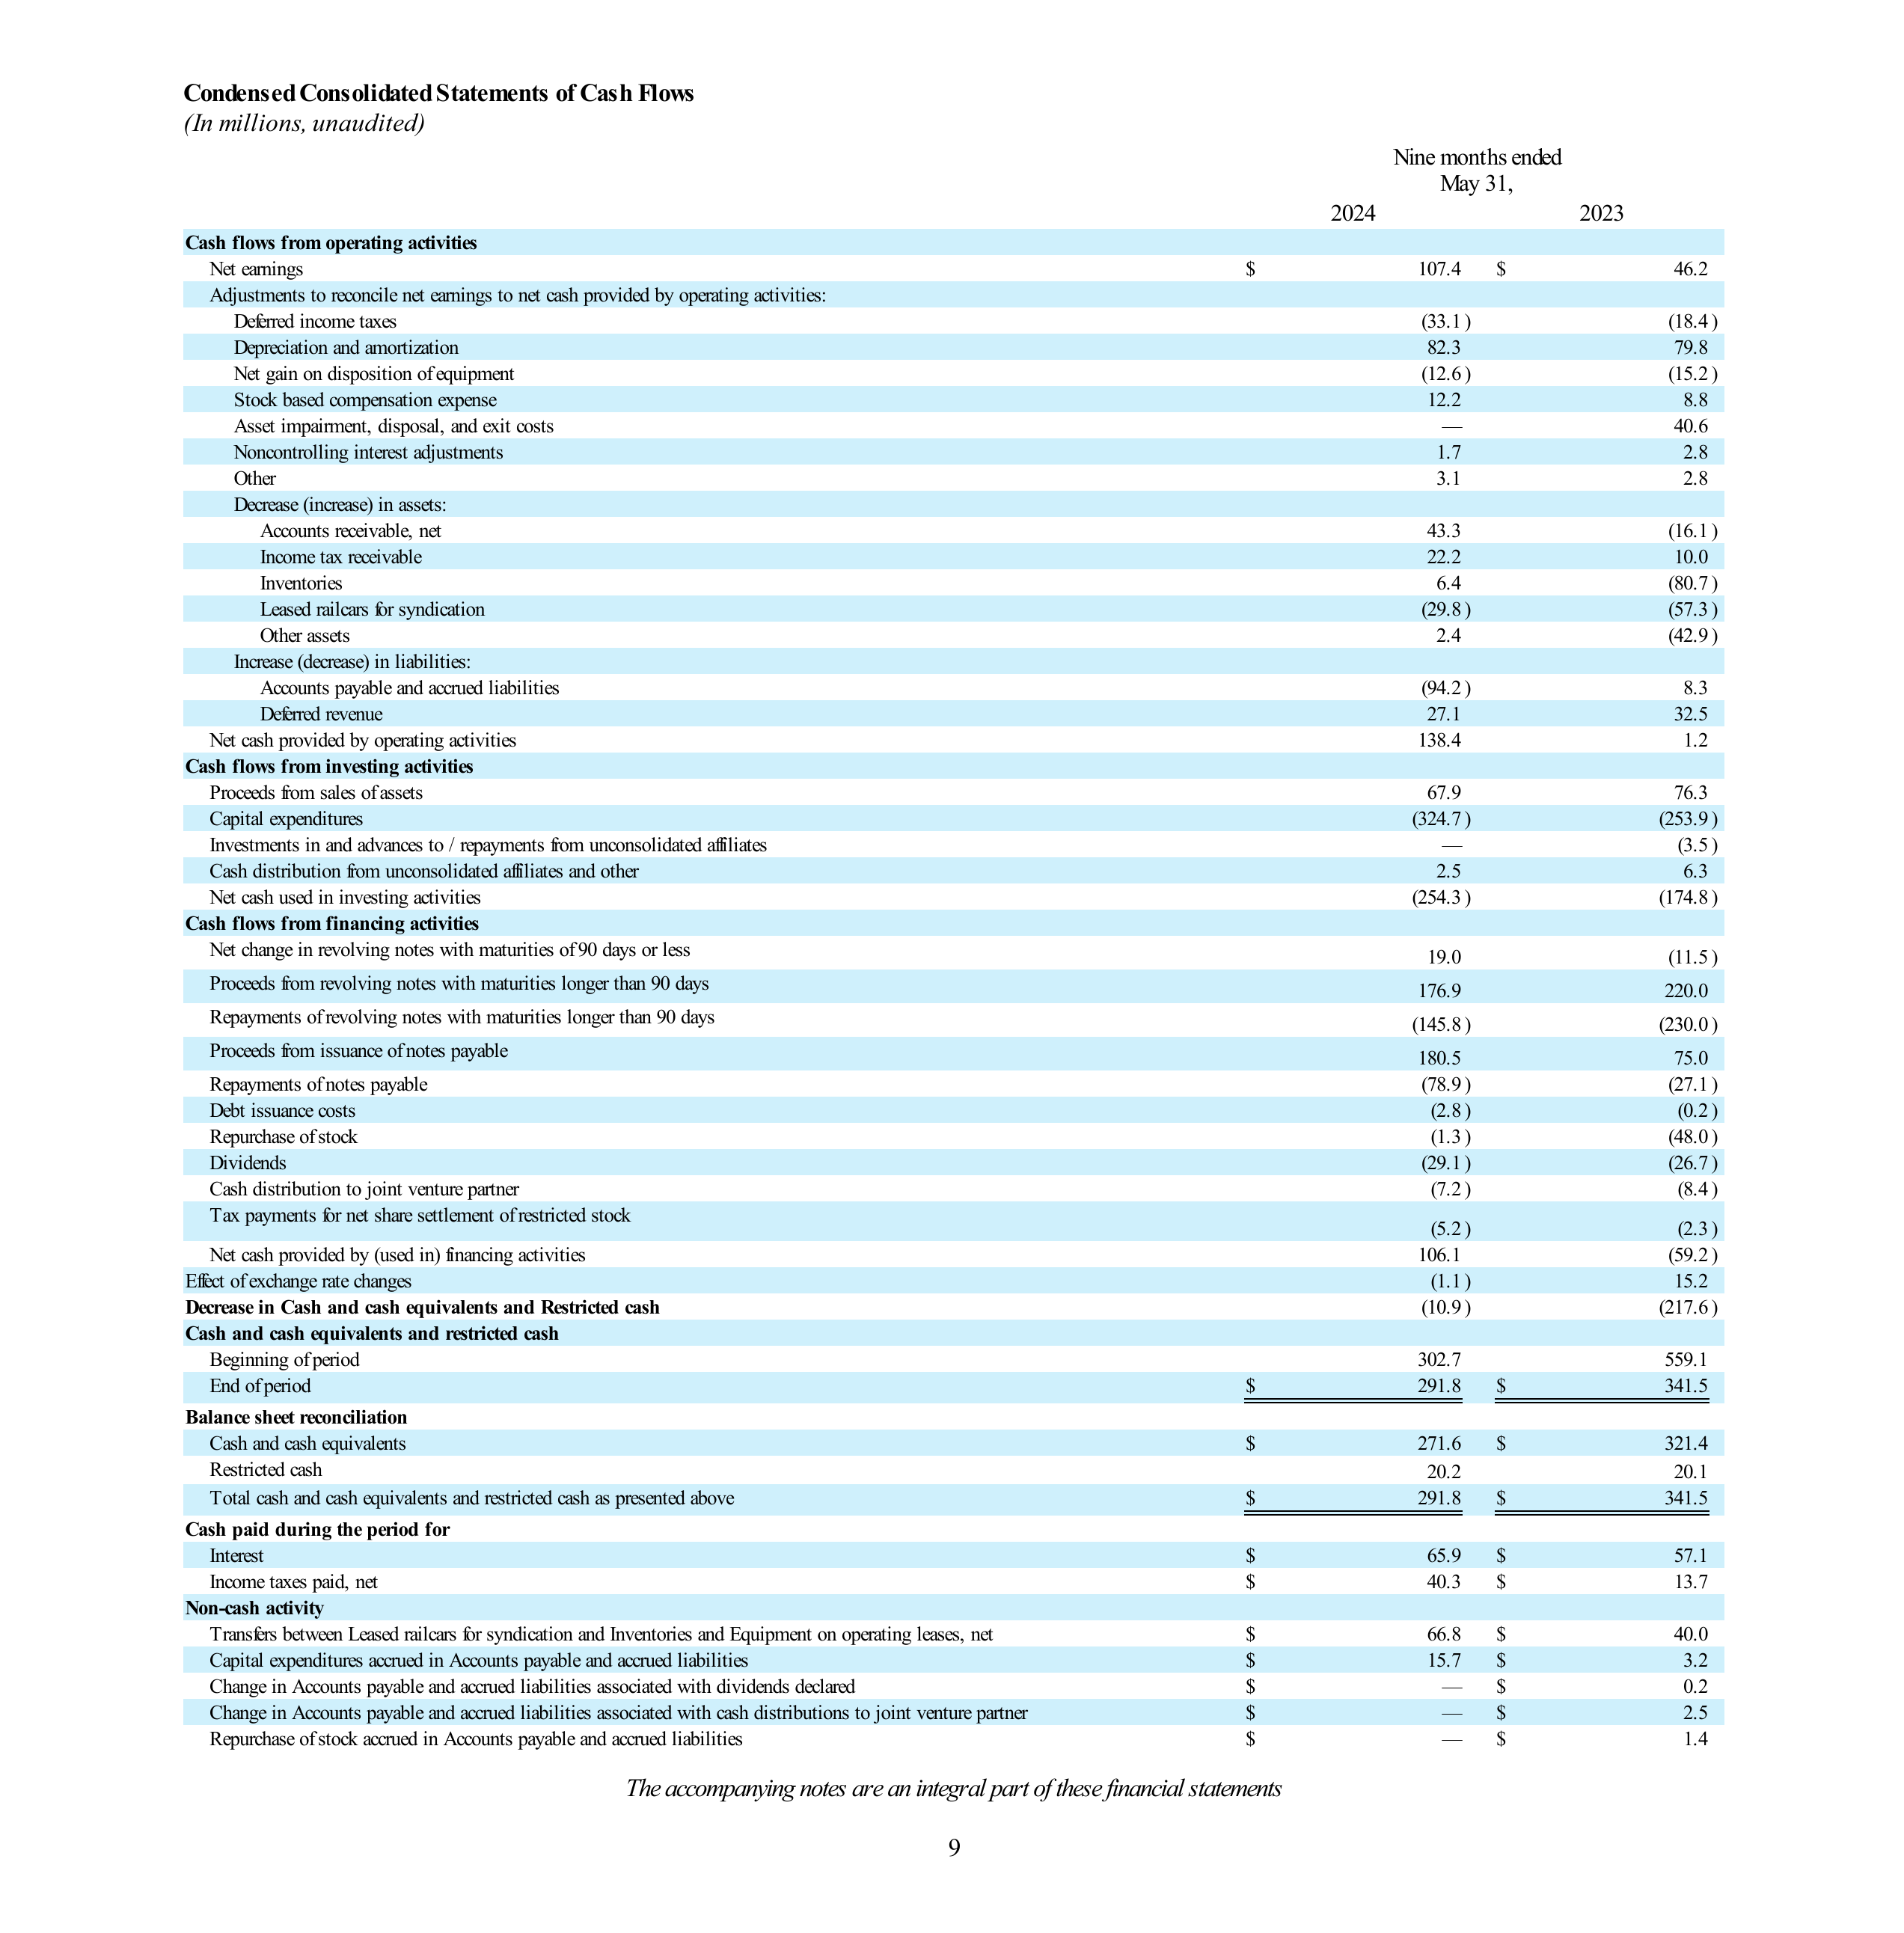 Condensed Consolidated Statements of Cash Flows
(In millions, unaudited)
Nine months ended
May 31,
2024 2023
Cash flows from operating activities
Net earnings $ 107.4 $ 46.2
Adjustments to reconcile net earnings to net cash provided by operating activities:
Deferred income taxes (33.1) (18.4)
Depreciation and amortization 82.3 79.8
Net gain on disposition of equipment (12.6) (15.2)
Stock based compensation expense 12.2 8.8
Asset impairment, disposal, and exit costs — 40.6
Noncontrolling interest adjustments 1.7 2.8
Other 3.1 2.8
Decrease (increase) in assets:
Accounts receivable, net 43.3 (16.1)
Income tax receivable 22.2 10.0
Inventories 6.4 (80.7)
Leased railcars for syndication (29.8) (57.3)
Other assets 2.4 (42.9)
Increase (decrease) in liabilities:
Accounts payable and accrued liabilities (94.2) 8.3
Deferred revenue 27.1 32.5
Net cash provided by operating activities 138.4 1.2
Cash flows from investing activities
Proceeds from sales of assets 67.9 76.3
Capital expenditures (324.7) (253.9)
Investments in and advances to / repayments from unconsolidated affiliates — (3.5)
Cash distribution from unconsolidated affiliates and other 2.5 6.3
Net cash used in investing activities (254.3) (174.8)
Cash flows from financing activities
Net change in revolving notes with maturities of 90 days or less 19.0 (11.5)
Proceeds from revolving notes with maturities longer than 90 days 176.9 220.0
Repayments of revolving notes with maturities longer than 90 days (145.8) (230.0)
Proceeds from issuance of notes payable 180.5 75.0
Repayments of notes payable (78.9) (27.1)
Debt issuance costs (2.8) (0.2)
Repurchase of stock (1.3) (48.0)
Dividends (29.1) (26.7)
Cash distribution to joint venture partner (7.2) (8.4)
Tax payments for net share settlement of restricted stock (5.2) (2.3)
Net cash provided by (used in) financing activities 106.1 (59.2)
Effect of exchange rate changes (1.1) 15.2
Decrease in Cash and cash equivalents and Restricted cash (10.9) (217.6)
Cash and cash equivalents and restricted cash
Beginning of period 302.7 559.1
End of period $ 291.8 $ 341.5
Balance sheet reconciliation
Cash and cash equivalents $ 271.6 $ 321.4
Restricted cash 20.2 20.1
Total cash and cash equivalents and restricted cash as presented above $ 291.8 $ 341.5
Cash paid during the period for
Interest $ 65.9 $ 57.1
Income taxes paid, net $ 40.3 $ 13.7
Non-cash activity
Transfers between Leased railcars for syndication and Inventories and Equipment on operating leases, net $ 66.8 $ 40.0
Capital expenditures accrued in Accounts payable and accrued liabilities $ 15.7 $ 3.2
Change in Accounts payable and accrued liabilities associated with dividends declared $ — $ 0.2
Change in Accounts payable and accrued liabilities associated with cash distributions to joint venture partner $ — $ 2.5
Repurchase of stock accrued in Accounts payable and accrued liabilities $ — $ 1.4
The accompanying notes are an integral part of these financial statements
9